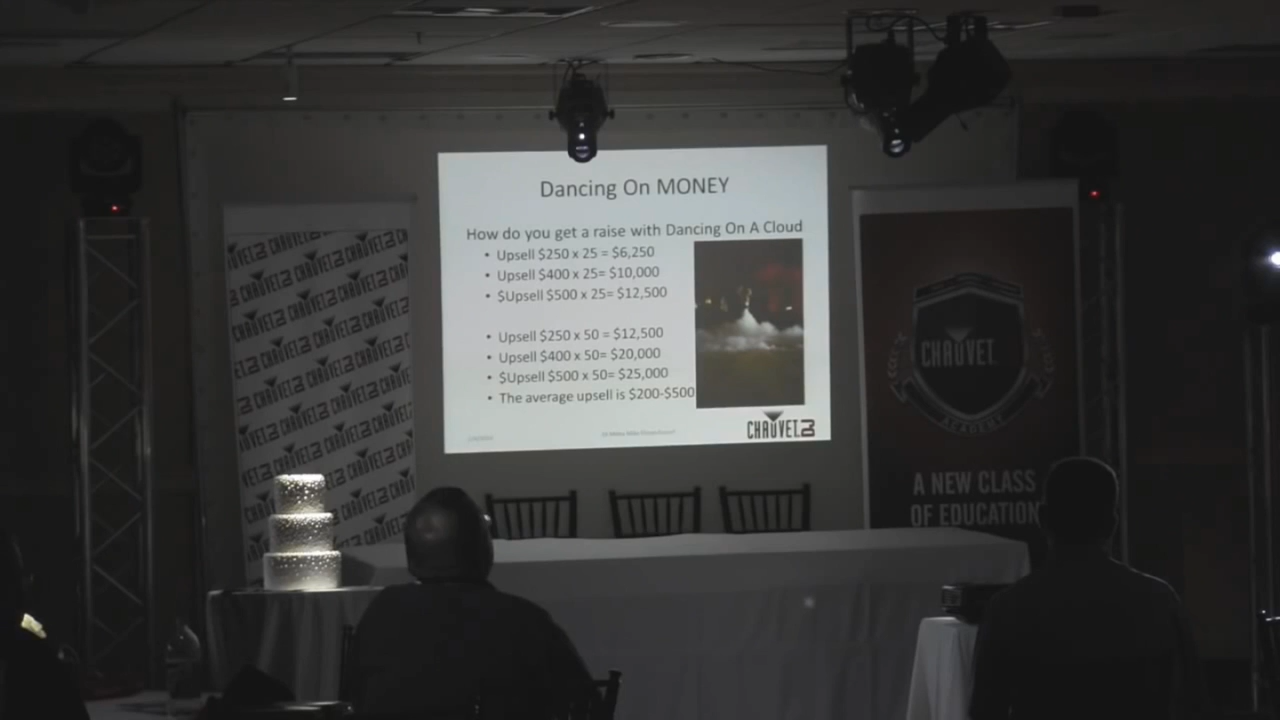 Dancing On MONEY
How do you get a raise with Dancing On A Cloud
• Upsell $250 x 25 = $6,250
• Upsell $400 x 25= $10,000
• $Upsell $500 x 25= $12,500
• Upsell $250 x 50 = $12,500
• Upsell $400 x 50= $20,000
• $Upsell $500 x 50= $25,000
• The average upsell is $200-$500
CHAUVET
CHAUVET
CHAUVET
ACADEMY
A NEW CLASS
OF EDUCATION